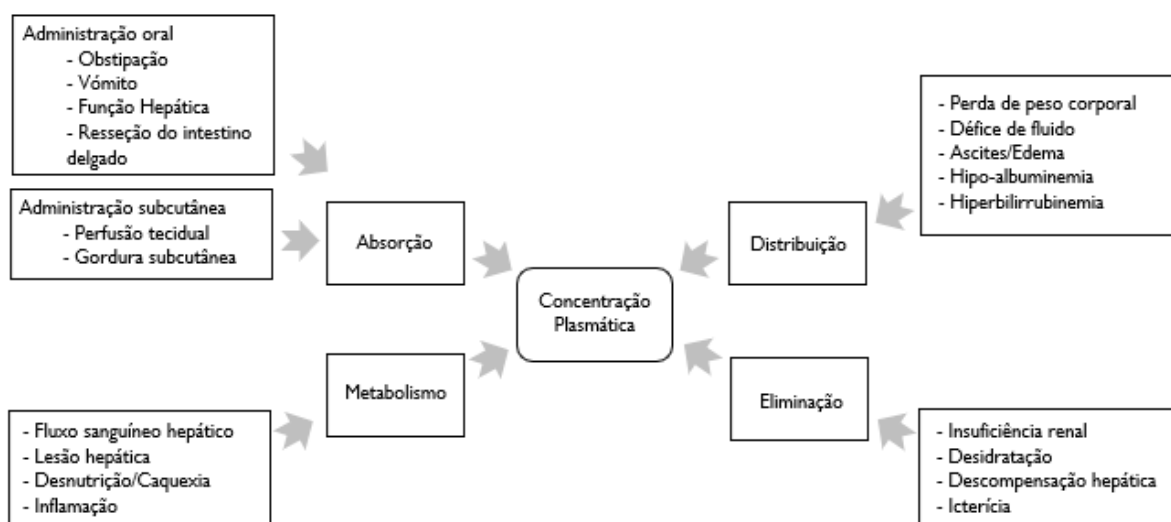 Administração oral
- Obstipação
- Vómito
- Função Hepática
- Resseção do intestino
delgado
Administração subcutânea
- Perfusão tecidual
- Gordura subcutânea
Absorção
Metabolismo
- Fluxo sanguíneo hepático
- Lesão hepática
- Desnutrição/Caquexia
- Inflamação
Concentração
Plasmática
- Perda de peso corporal
- Défice de fluido
- Ascites/Edema
- Hipo-albuminemia
- Hiperbilirrubinemia
Distribuição
Eliminação
- Insuficiência renal
- Desidratação
- Descompensação hepática
- Icterícia